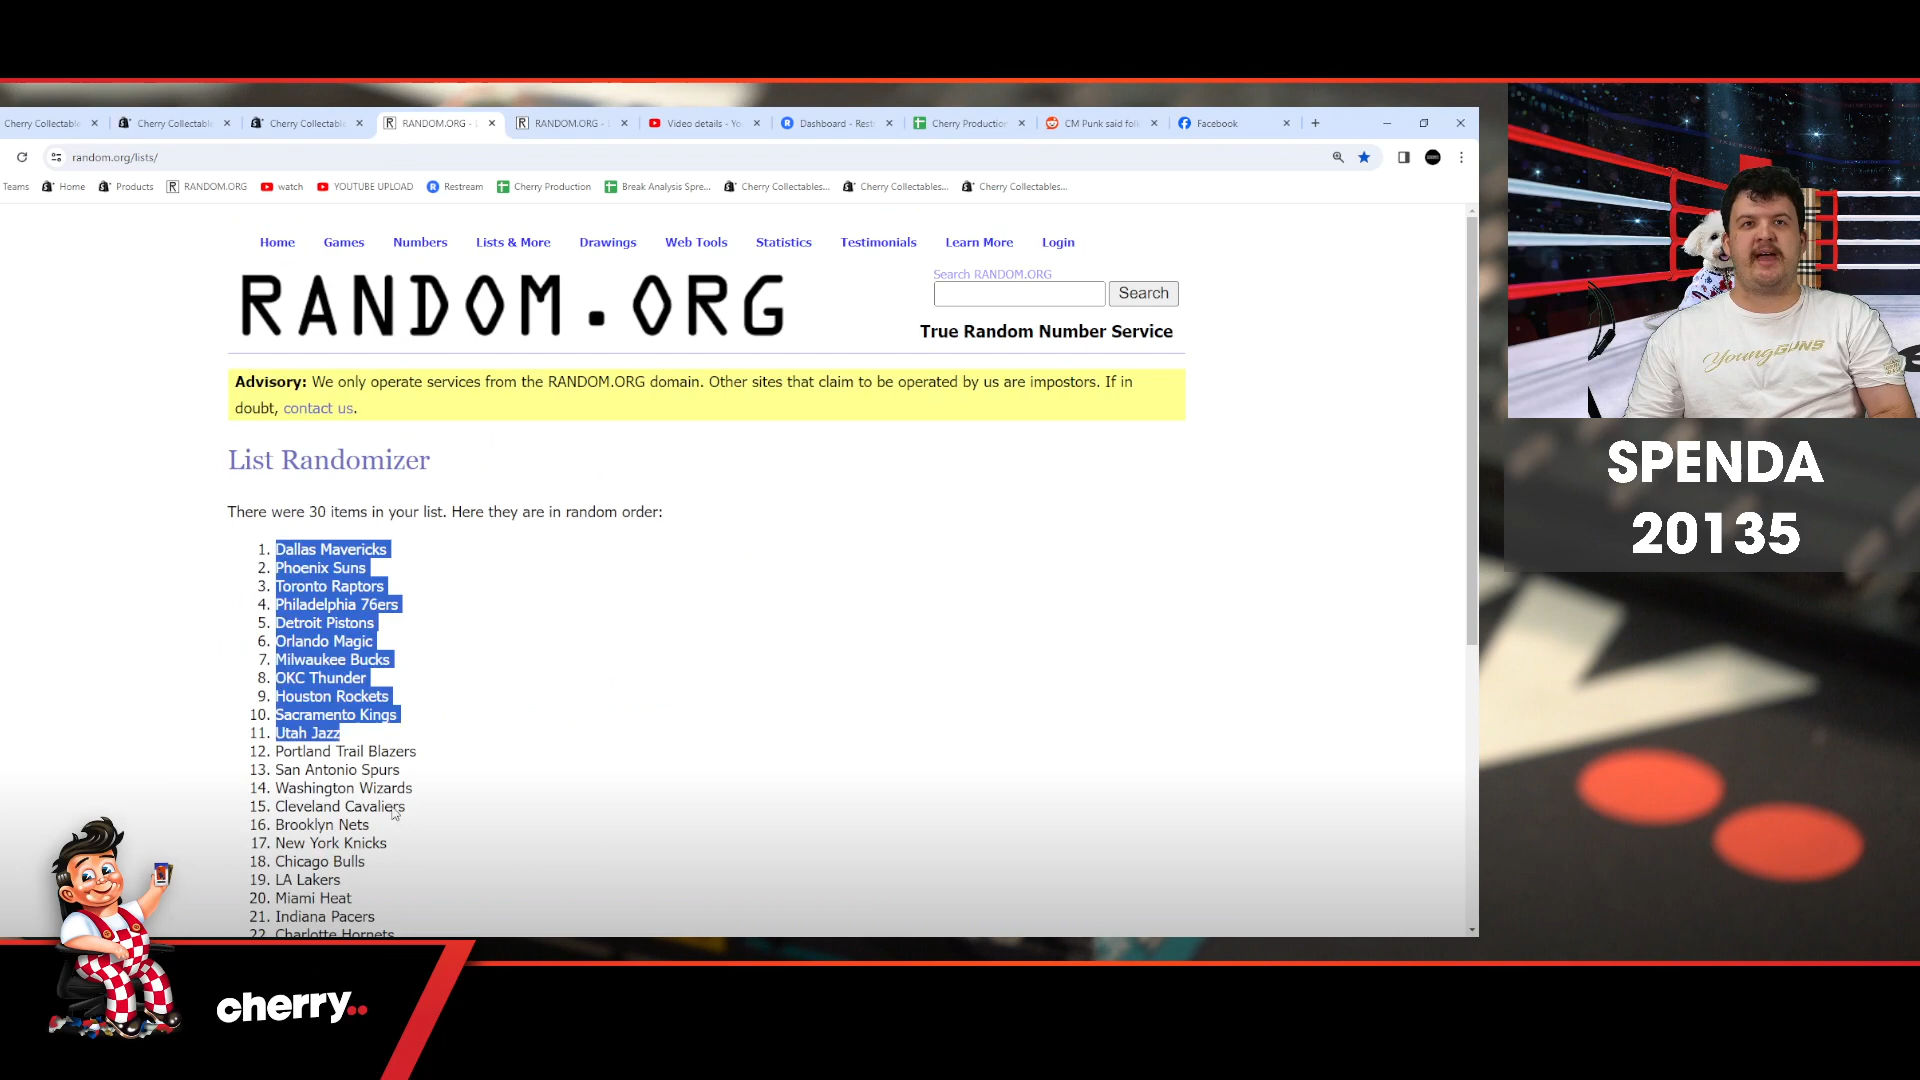 Cherry Collectable
Cherry Collectabl
Cherry Collectabl
RANDOM.ORG - L
RANDOM.ORG - L
Video details - Yo
Dashboard - Rest
Cherry Production
CM Punk said folk
Facebook
random.org/lists/
Teams
Home
Products
RANDOM.ORG
watch
YOUTUBE UPLOAD
Restream
Cherry Production
Break Analysis Spre...
Cherry Collectables...
Cherry Collectables...
Cherry Collectables...
Home Games Numbers Lists & More Drawings Web Tools Statistics Testimonials Learn More Login
RANDOM.ORG
Search RANDOM.ORG
Search
True Random Number Service
Advisory: We only operate services from the RANDOM.ORG domain. Other sites that claim to be operated by us are impostors. If in
doubt, contact us.
List Randomizer
There were 30 items in your list. Here they are in random order:
1. Dallas Mavericks
2. Phoenix Suns
3. Toronto Raptors
4. Philadelphia 76ers
5. Detroit Pistons
6. Orlando Magic
7. Milwaukee Bucks
8. OKC Thunder
9. Houston Rockets
10. Sacramento Kings
11. Utah Jazz
12. Portland Trail Blazers
13. San Antonio Spurs
14. Washington Wizards
15. Cleveland Cavaliers
16. Brooklyn Nets
17. New York Knicks
18. Chicago Bulls
19. LA Lakers
20. Miami Heat
21. Indiana Pacers
22. Charlotte Hornets
YoungGUNS
SPENDA
20135
cherry..